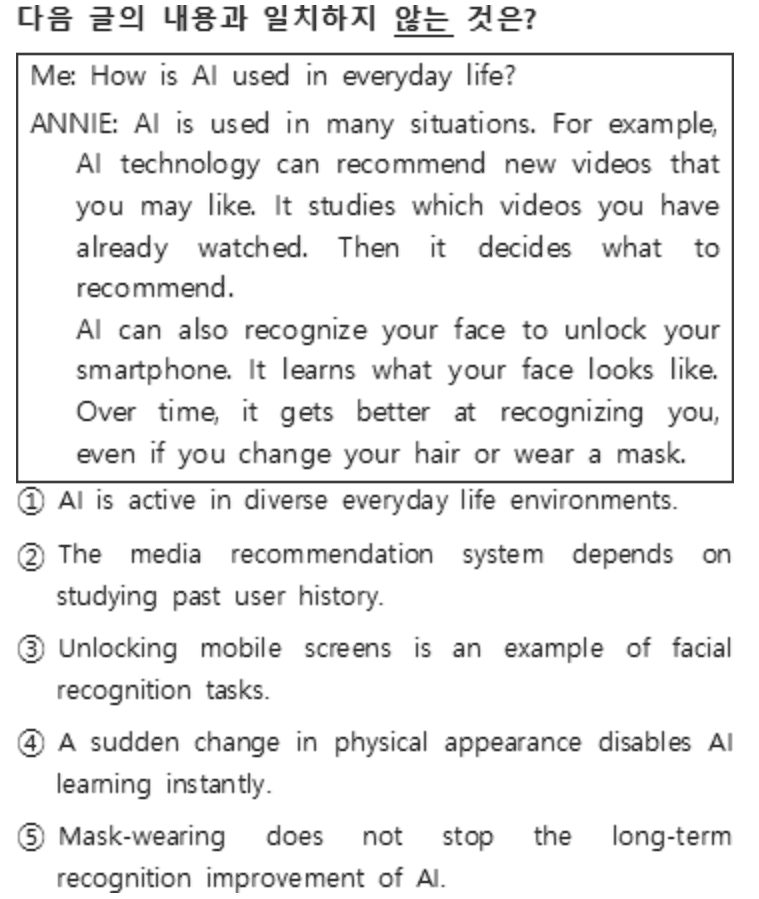 다음 글의 내용과 일치하지 않는 것은?
Me: How is AI used in everyday life?
ANNIE: AI is used in many situations. For example,
AI technology can recommend new videos that
you may like. It studies which videos you have
already watched. Then it decides what to
recommend.
AI can also recognize your face to unlock your
smartphone. It learns what your face looks like.
Over time, it gets better at recognizing you,
even if you change your hair or wear a mask.
① AI is active in diverse everyday life environments.
② The media recommendation system depends on
studying past user history.
③ Unlocking mobile screens is an example of facial
recognition tasks.
④ A sudden change in physical appearance disables AI
learning instantly.
⑤ Mask-wearing does not stop the long-term
recognition improvement of AI.